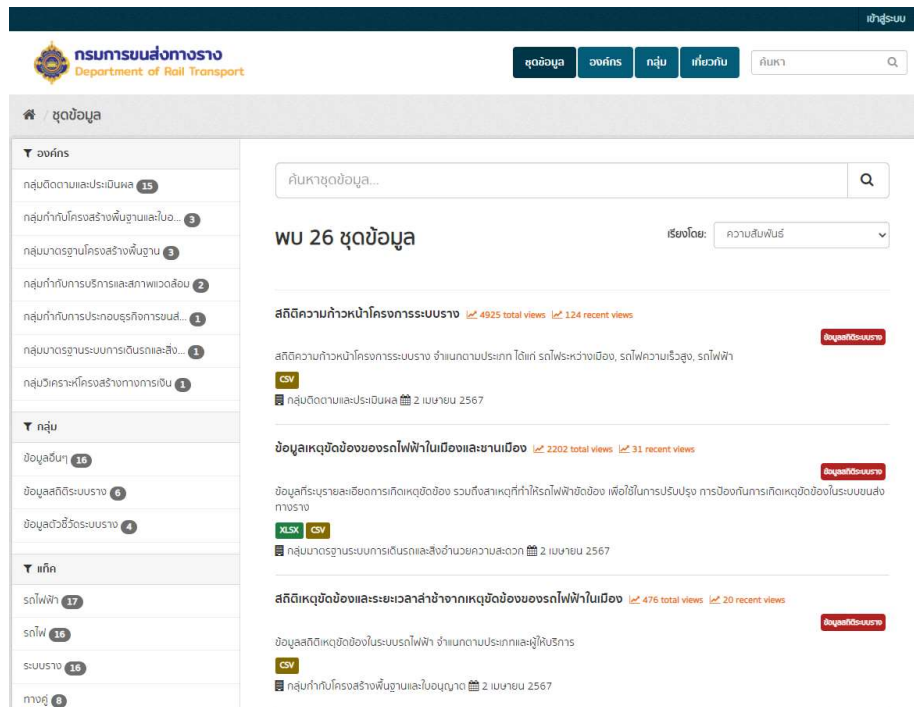 เข้าสู่ระบบ
กรมการขนส่งทางราง
Department of Rail Transport
ชุดข้อมูล องค์กร กลุ่ม เกี่ยวกับ ค้นหา
/ ชุดข้อมูล
องค์กร
กลุ่มติดตามและประเมินผล 15
กลุ่มกำกับโครงสร้างพื้นฐานและใบอ... 3
กลุ่มมาตรฐานโครงสร้างพื้นฐาน 3
กลุ่มกำกับการบริการและสภาพแวดล้อม 2
กลุ่มกำกับการประกอบธุรกิจการขนส่... 1
กลุ่มมาตรฐานระบบการเดินรถและสิ่ง... 1
กลุ่มวิเคราะห์โครงสร้างทางการเงิน 1
กลุ่ม
ข้อมูลอื่นๆ 16
ข้อมูลสถิติระบบราง 6
ข้อมูลตัวชี้วัดระบบราง 4
แท็ค
รถไฟฟ้า 17
รถไฟ 16
ระบบราง 16
ทางคู่ 8
ค้นหาชุดข้อมูล...
พบ 26 ชุดข้อมูล
เรียงโดย: ความสัมพันธ์
สถิติความก้าวหน้าโครงการระบบราง 4925 total views 124 recent views
ข้อมูลสถิติระบบราง
สถิติความก้าวหน้าโครงการระบบราง จำแนกตามประเภท ได้แก่ รถไฟระหว่างเมือง, รถไฟความเร็วสูง, รถไฟฟ้า
CSV
กลุ่มติดตามและประเมินผล 2 เมษายน 2567
ข้อมูลเหตุขัดข้องของรถไฟฟ้าในเมืองและชานเมือง 2202 total views 31 recent views
ข้อมูลสถิติระบบราง
ข้อมูลที่ระบุรายละเอียดการเกิดเหตุขัดข้อง รวมถึงสาเหตุที่ทำให้รถไฟฟ้าขัดข้อง เพื่อใช้ในการปรับปรุง การป้องกันการเกิดเหตุขัดข้องในระบบขนส่ง
ทางราง
XLSX CSV
กลุ่มมาตรฐานระบบการเดินรถและสิ่งอำนวยความสะดวก 2 เมษายน 2567
สถิติเหตุขัดข้องและระยะเวลาล่าช้าจากเหตุขัดข้องของรถไฟฟ้าในเมือง 476 total views 20 recent views
ข้อมูลสถิติระบบราง
ข้อมูลสถิติเหตุขัดข้องในระบบรถไฟฟ้า จำแนกตามประเภทและผู้ให้บริการ
CSV
กลุ่มกำกับโครงสร้างพื้นฐานและใบอนุญาต 2 เมษายน 2567